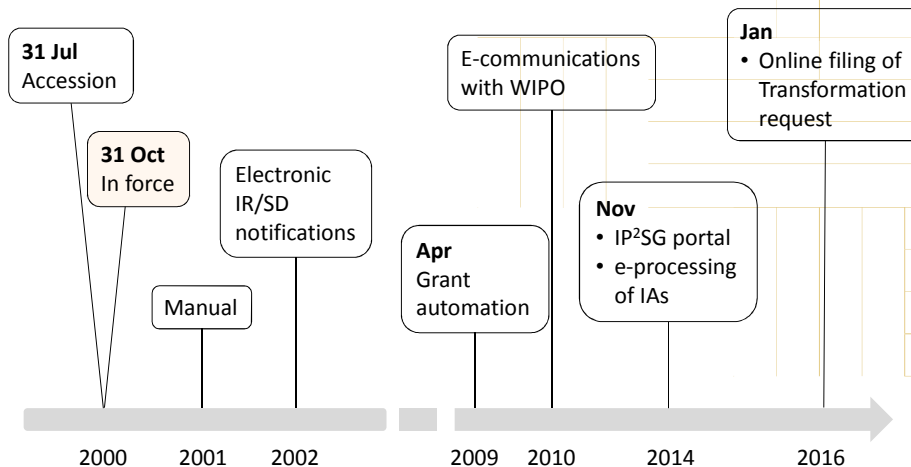 31 Jul
Accession
31 Oct
In force
Manual
Electronic
IR/SD
notifications
Apr
Grant
automation
E-communications
with WIPO
Nov
• IP²SG portal
• e-processing
of IAs
Jan
• Online filing of
Transformation
request
2000
2001
2002
2009
2010
2014
2016